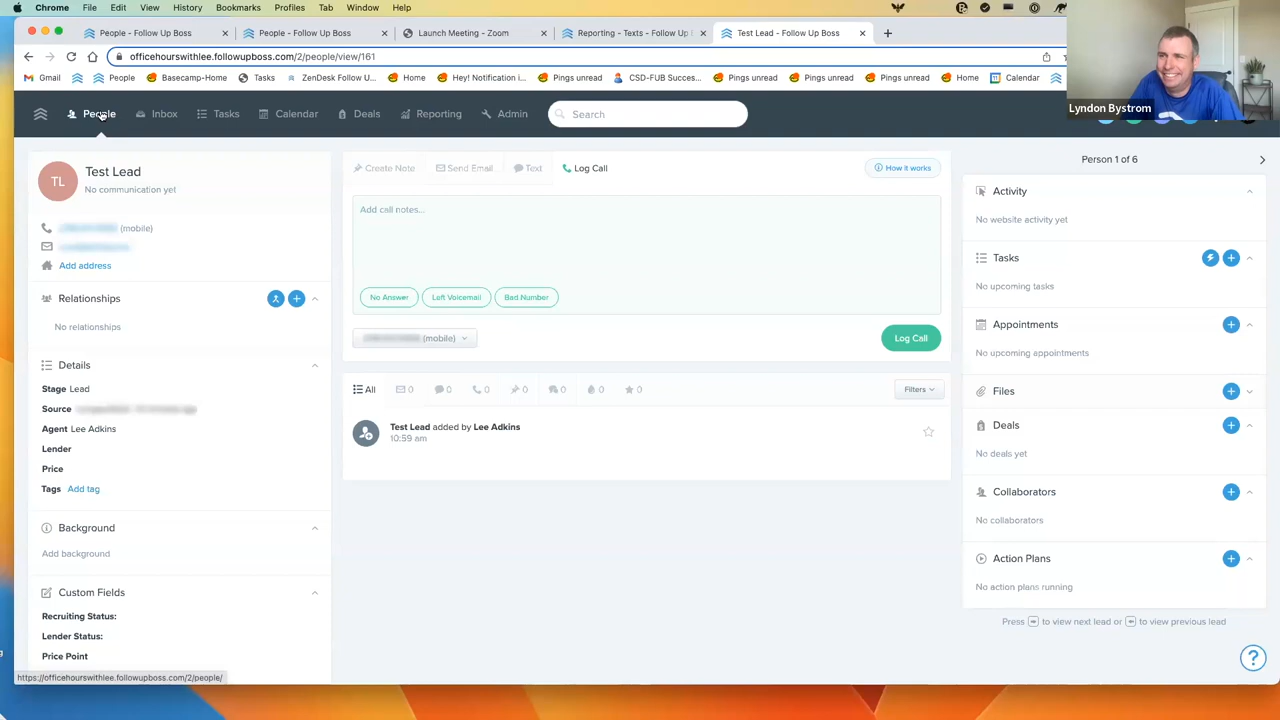 Chrome File Edit View History Bookmarks Profiles Tab Window Help
People - Follow Up Boss
People - Follow Up Boss
Launch Meeting - Zoom
Reporting - Texts - Follow Up
Test Lead - Follow Up Boss
officehourswithlee.followupboss.com/2/people/view/161
Gmail People Basecamp-Home Tasks ZenDesk Follow U... Home Hey! Notification i... Pings unread CSD-FUB Succes... Pings unread Pings unread Pings unread Home Calendar
Lyndon Bystrom
People Inbox Tasks Calendar Deals Reporting Admin Search
TL
Test Lead
No communication yet
(mobile)
Add address
Relationships
No relationships
Details
Stage Lead
Source
Agent Lee Adkins
Lender
Price
Tags Add tag
Background
Add background
Custom Fields
Recruiting Status:
Lender Status:
Price Point
https://officehourswithlee.followupboss.com/2/people/
Create Note Send Email Text Log Call How it works
Add call notes...
No Answer Left Voicemail Bad Number
(mobile) Log Call
All 0 0 0 0 0 0 0 Filters
Test Lead added by Lee Adkins
10:59 am
Person 1 of 6
Activity
No website activity yet
Tasks
No upcoming tasks
Appointments
No upcoming appointments
Files
Deals
No deals yet
Collaborators
No collaborators
Action Plans
No action plans running
Press to view next lead or to view previous lead
?